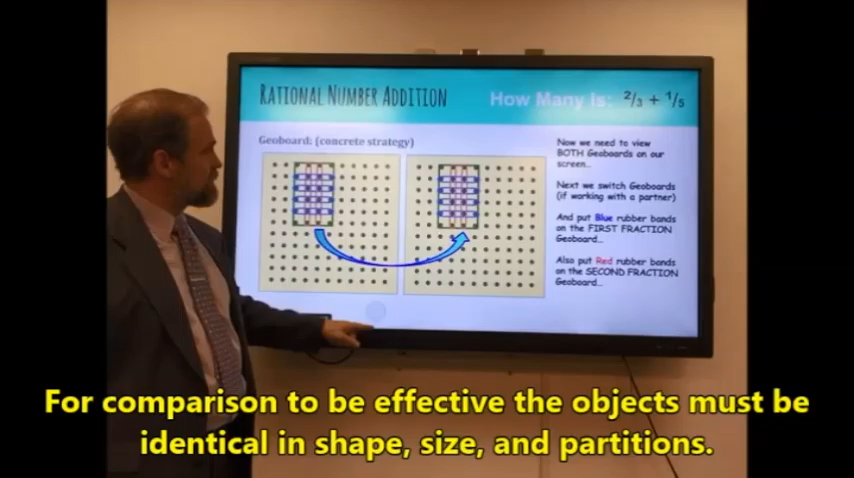 RATIONAL NUMBER ADDITION
How Many Is: 2/3 + 1/5
Geoboard: (concrete strategy)
Now we need to view
BOTH Geoboards on our
screen...
Next we switch Geoboards
(if working with a partner)
And put Blue rubber bands
on the FIRST FRACTION
Geoboard...
Also put Red rubber bands
on the SECOND FRACTION
Geoboard...
For comparison to be effective the objects must be
identical in shape, size, and partitions.